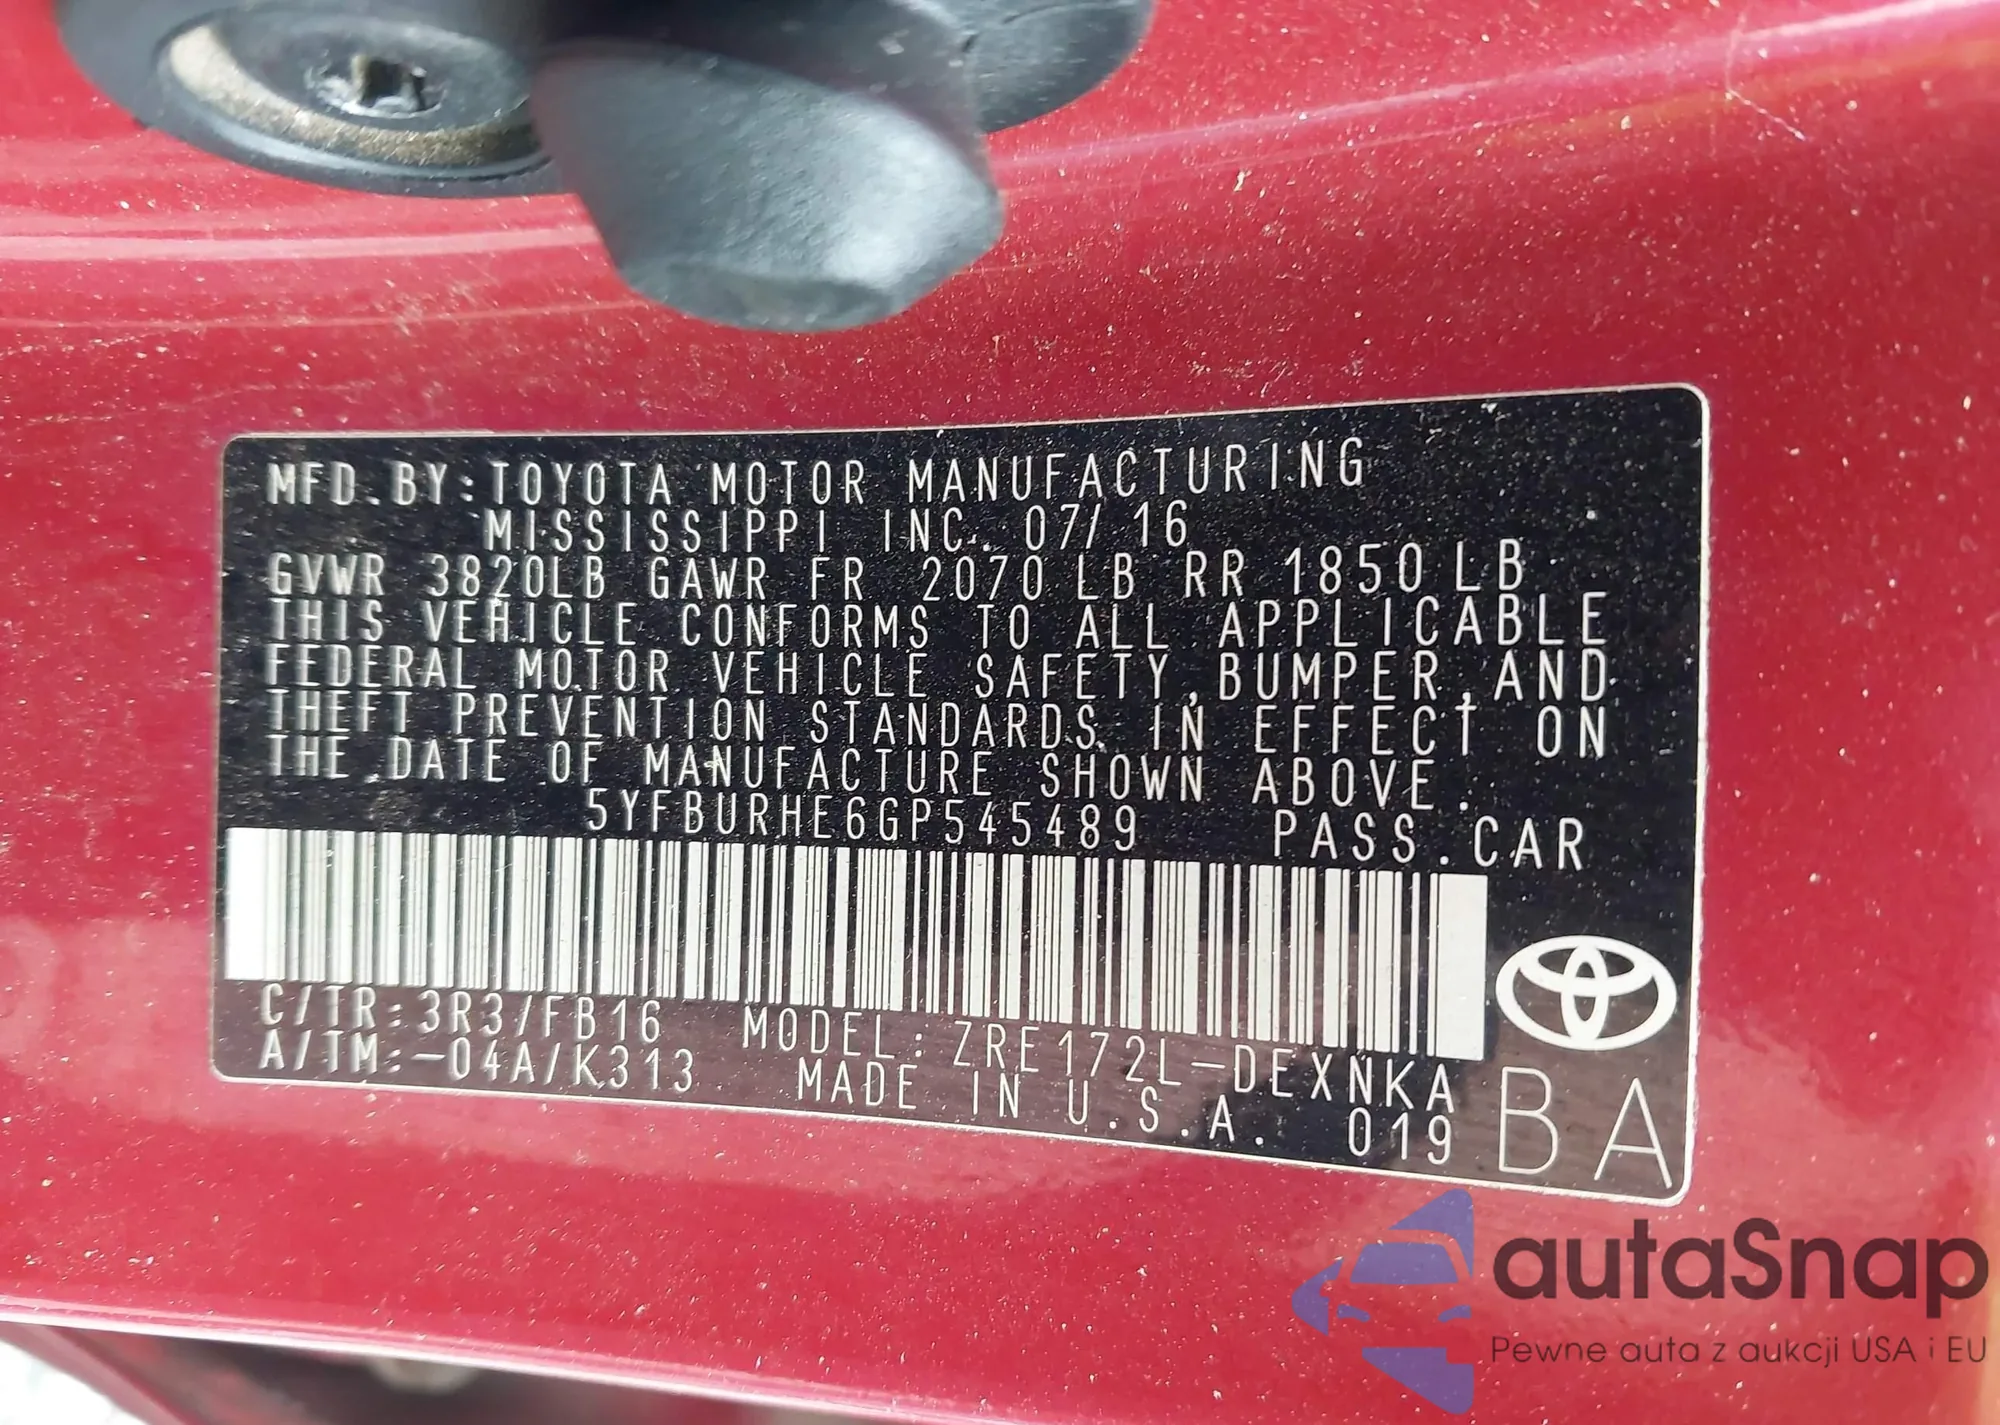 MFD. BY: TOYOTA MOTOR MANUFACTURING
MISSISSIPPI INC. 07/16
GVWR 3820LB GAWR FR 2070LB RR 1850LB
THIS VEHICLE CONFORMS TO ALL APPLICABLE
FEDERAL MOTOR VEHICLE SAFETY, BUMPER, AND
THEFT PREVENTION STANDARDS IN EFFECT ON
THE DATE OF MANUFACTURE SHOWN ABOVE.
5YFBURHE6GP545489 PASS. CAR
C/TR: 3R3/FB16 MODEL: ZRE172L-DEXNKA
A/TM: -04A/K313 MADE IN U.S.A. 019
BA
autaSnap
Pewne auta z aukcji USA i EU